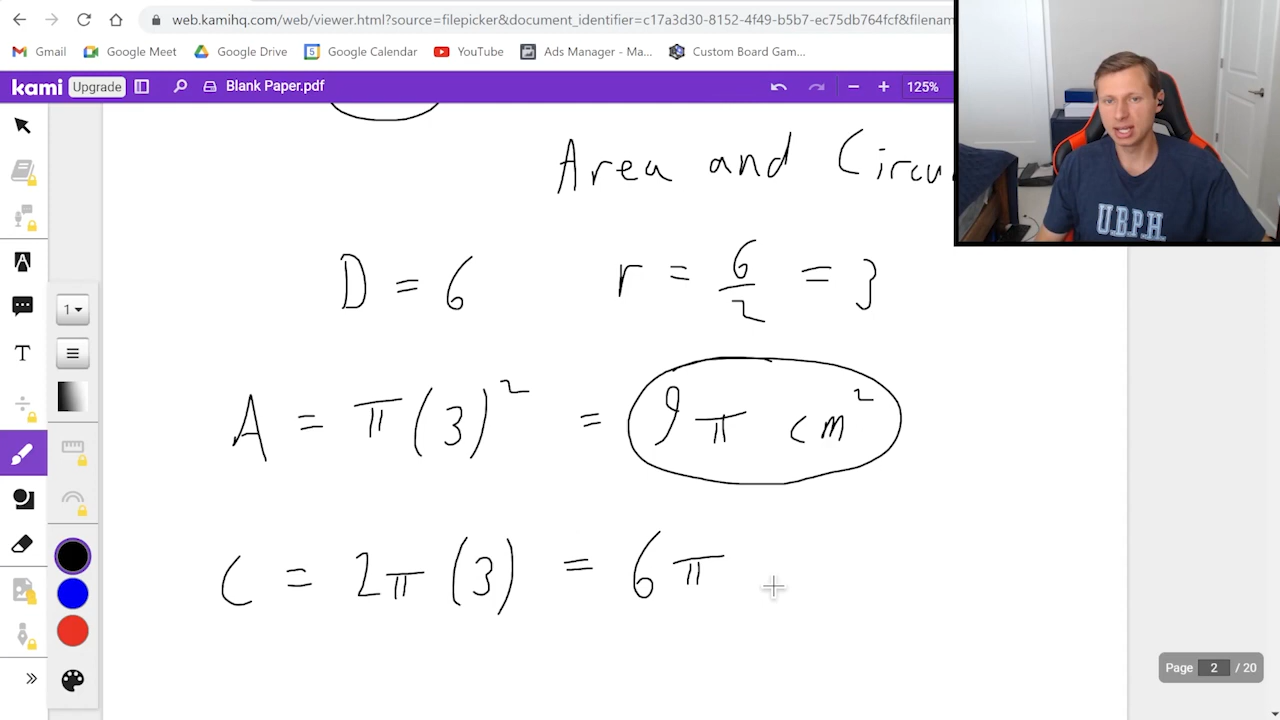 web.kamihq.com/web/viewer.html?source=filepicker&document_identifier=c17a3d30-8152-4f49-b5b7-ec75db764fcf&filenam
Gmail Google Meet Google Drive 5 Google Calendar YouTube Ads Manager - Ma... Custom Board Gam...
kami Upgrade Blank Paper.pdf 125%
Area and Circu
D = 6 r = 6/2 = 3
1
A = π(3)² = 9π cm²
C = 2π(3) = 6π
U.B.P.H.
Page 2 / 20